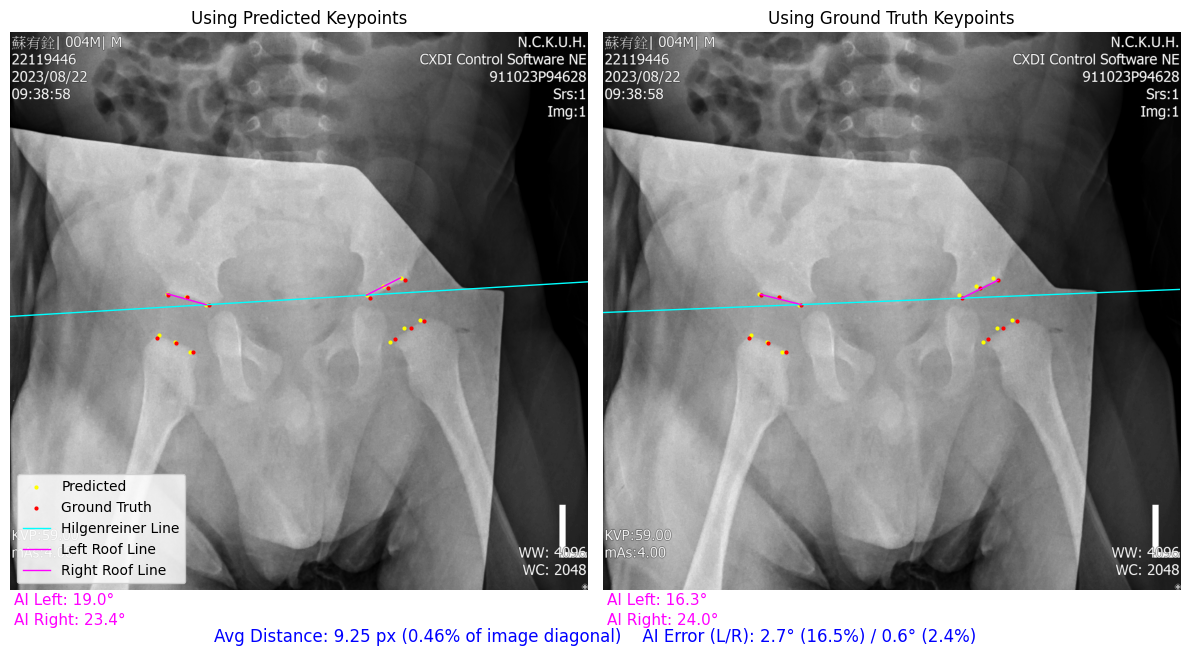 Using Predicted Keypoints
蘇宥銓| 004M| M
22119446
2023/08/22
09:38:58
N.C.K.U.H.
CXDI Control Software NE
911023P94628
Srs:1
Img:1
Predicted
Ground Truth
Hilgenreiner Line
Left Roof Line
Right Roof Line
WW: 4096
WC: 2048
AI Left: 19.0°
AI Right: 23.4°
Using Ground Truth Keypoints
蘇宥銓| 004M| M
22119446
2023/08/22
09:38:58
N.C.K.U.H.
CXDI Control Software NE
911023P94628
Srs:1
Img:1
KVP:59.00
mAs:4.00
WW: 4096
WC: 2048
AI Left: 16.3°
AI Right: 24.0°
Avg Distance: 9.25 px (0.46% of image diagonal) AI Error (L/R): 2.7° (16.5%) / 0.6° (2.4%)